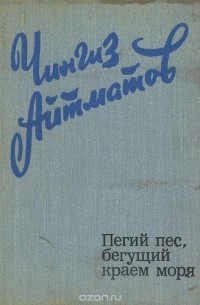 Чингиз
Айтматов
Пегий пес,
бегущий
краем моря
ozon.ru